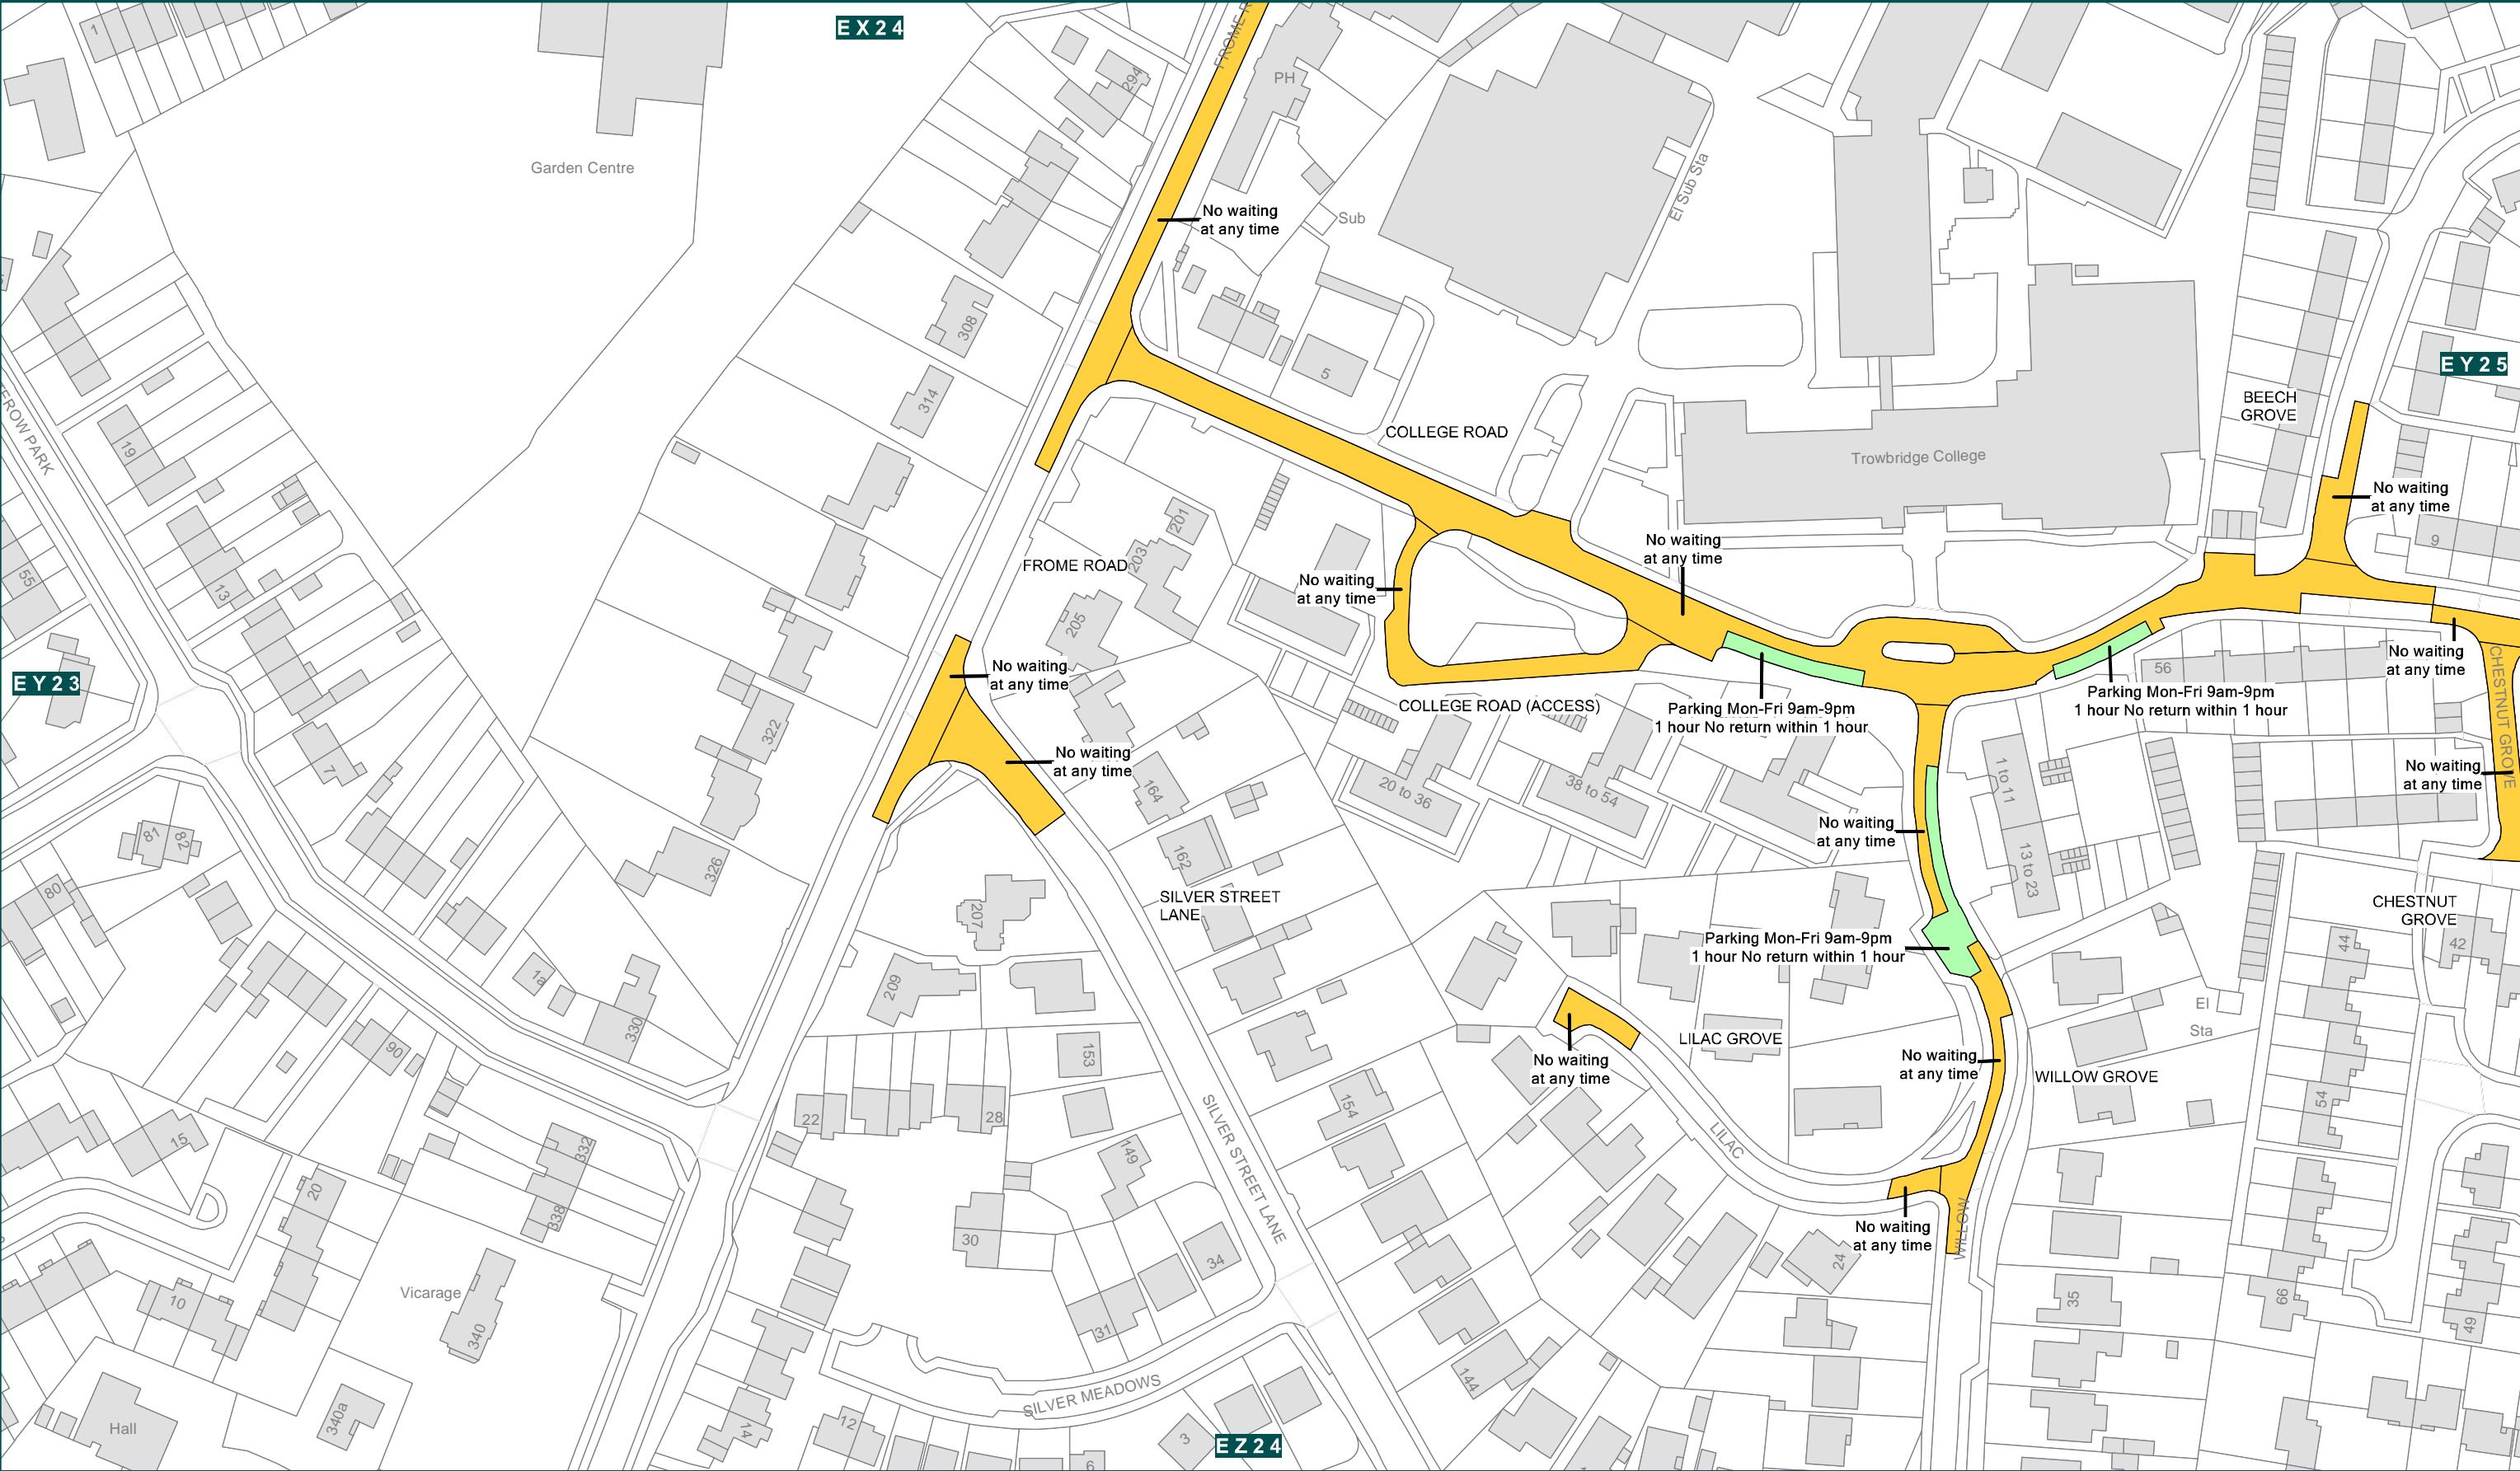 E X 2 4
1
Garden Centre
294
PH
El Sub Sta
Sub
No waiting
at any time
308
5
314
E Y 2 5
BEECH
GROVE
COLLEGE ROAD
Trowbridge College
19
No waiting
at any time
201
9
FROME ROAD
203
No waiting
at any time
No waiting
at any time
55
13
205
56
No waiting
at any time
E Y 2 3
No waiting
at any time
COLLEGE ROAD (ACCESS)
Parking Mon-Fri 9am-9pm
1 hour No return within 1 hour
Parking Mon-Fri 9am-9pm
1 hour No return within 1 hour
CHESTNUT GROVE
322
7
No waiting
at any time
164
20 to 36
38 to 54
1 to 11
No waiting
at any time
81
82
No waiting
at any time
162
326
13 to 23
80
SILVER STREET
LANE
207
CHESTNUT
GROVE
44
42
Parking Mon-Fri 9am-9pm
1 hour No return within 1 hour
1a
209
330
El
Sta
90
153
LILAC GROVE
No waiting
at any time
No waiting
at any time
WILLOW GROVE
22
28
154
54
15
332
149
SILVER STREET LANE
LILAC
20
338
30
34
No waiting
at any time
WILLOW
24
Vicarage
10
340
31
35
66
49
144
SILVER MEADOWS
340a
Hall
14
12
3
E Z 2 4
6